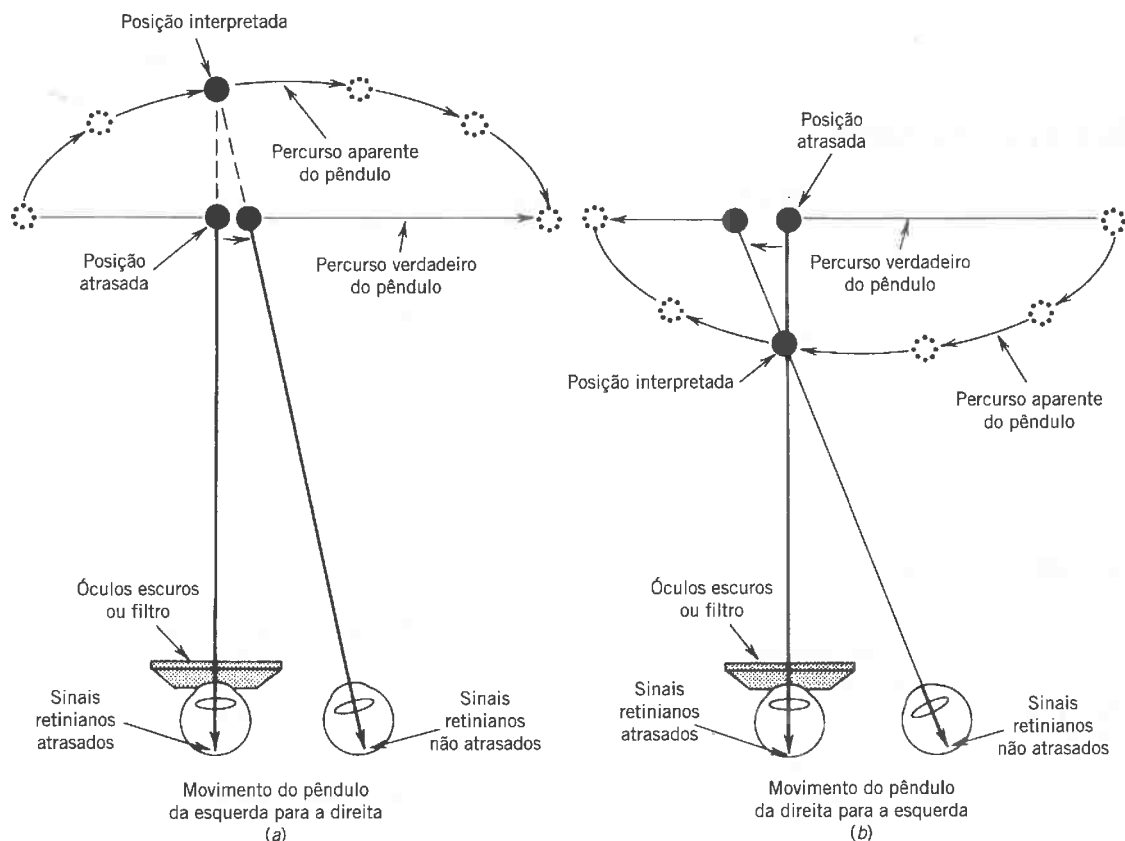 Posição interpretada
Percurso aparente
do pêndulo
Posição
atrasada
Percurso verdadeiro
do pêndulo
Óculos escuros
ou filtro
Sinais
retinianos
atrasados
Sinais
retinianos
não atrasados
Movimento do pêndulo
da esquerda para a direita
(a)
Posição
atrasada
Percurso verdadeiro
do pêndulo
Posição interpretada
Percurso aparente
do pêndulo
Óculos escuros
ou filtro
Sinais
retinianos
atrasados
Sinais
retinianos
não atrasados
Movimento do pêndulo
da direita para a esquerda
(b)